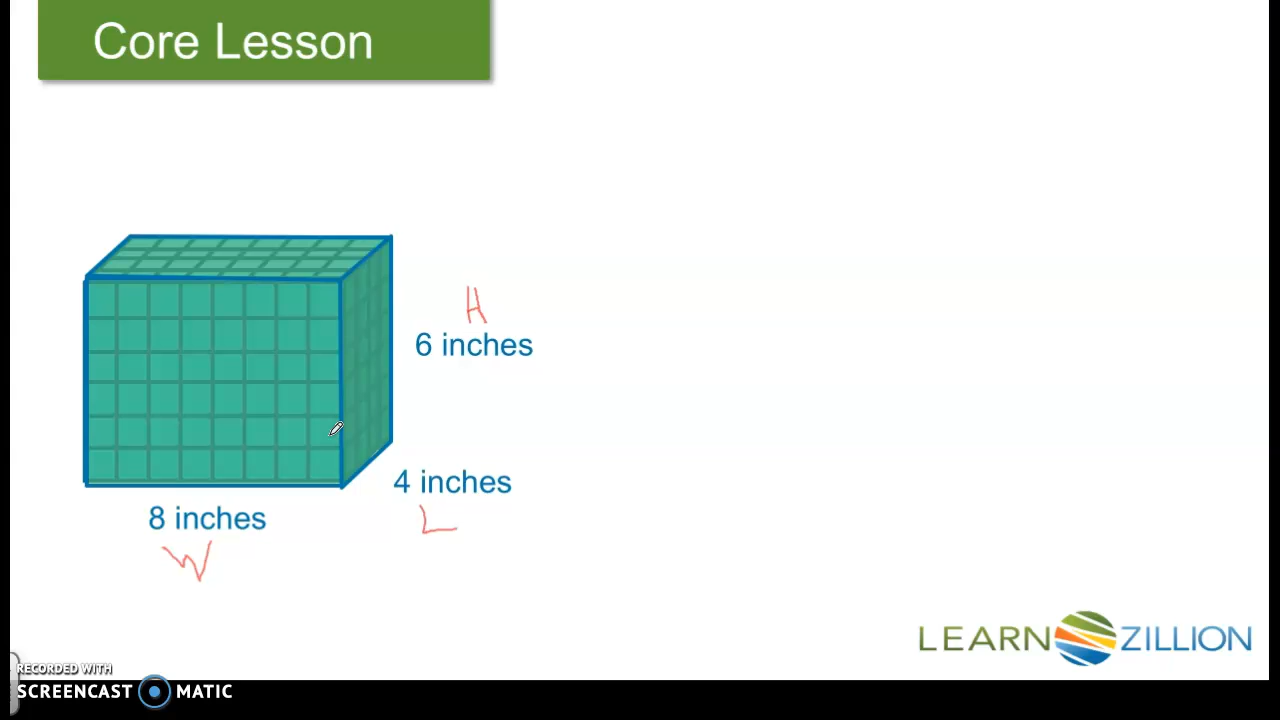 Core Lesson
H
6 inches
4 inches
L
8 inches
W
LEARN ZILLION
RECORDED WITH
SCREENCAST MATIC